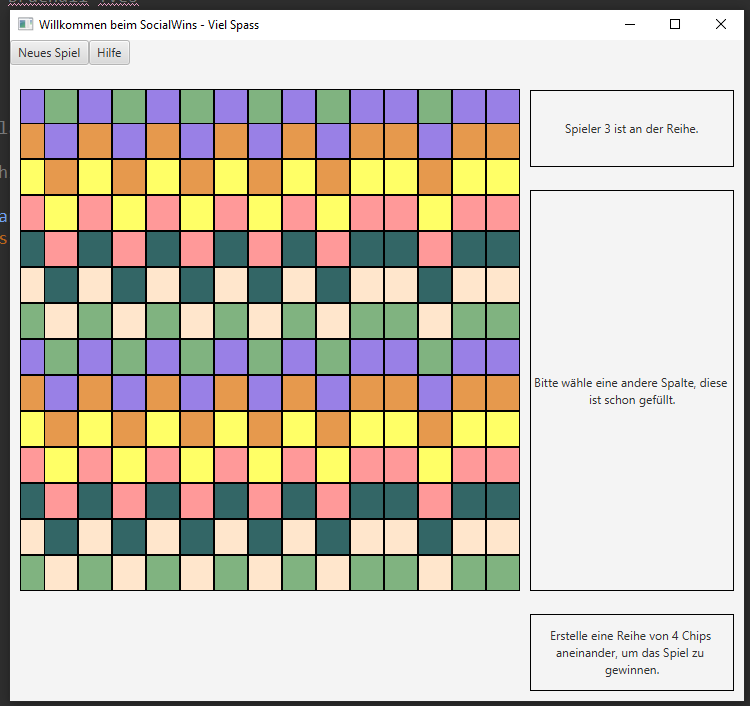 Willkommen beim SocialWins - Viel Spass
Neues Spiel Hilfe
Spieler 3 ist an der Reihe.
Bitte wähle eine andere Spalte, diese
ist schon gefüllt.
Erstelle eine Reihe von 4 Chips
aneinander, um das Spiel zu
gewinnen.
l
h
a
s